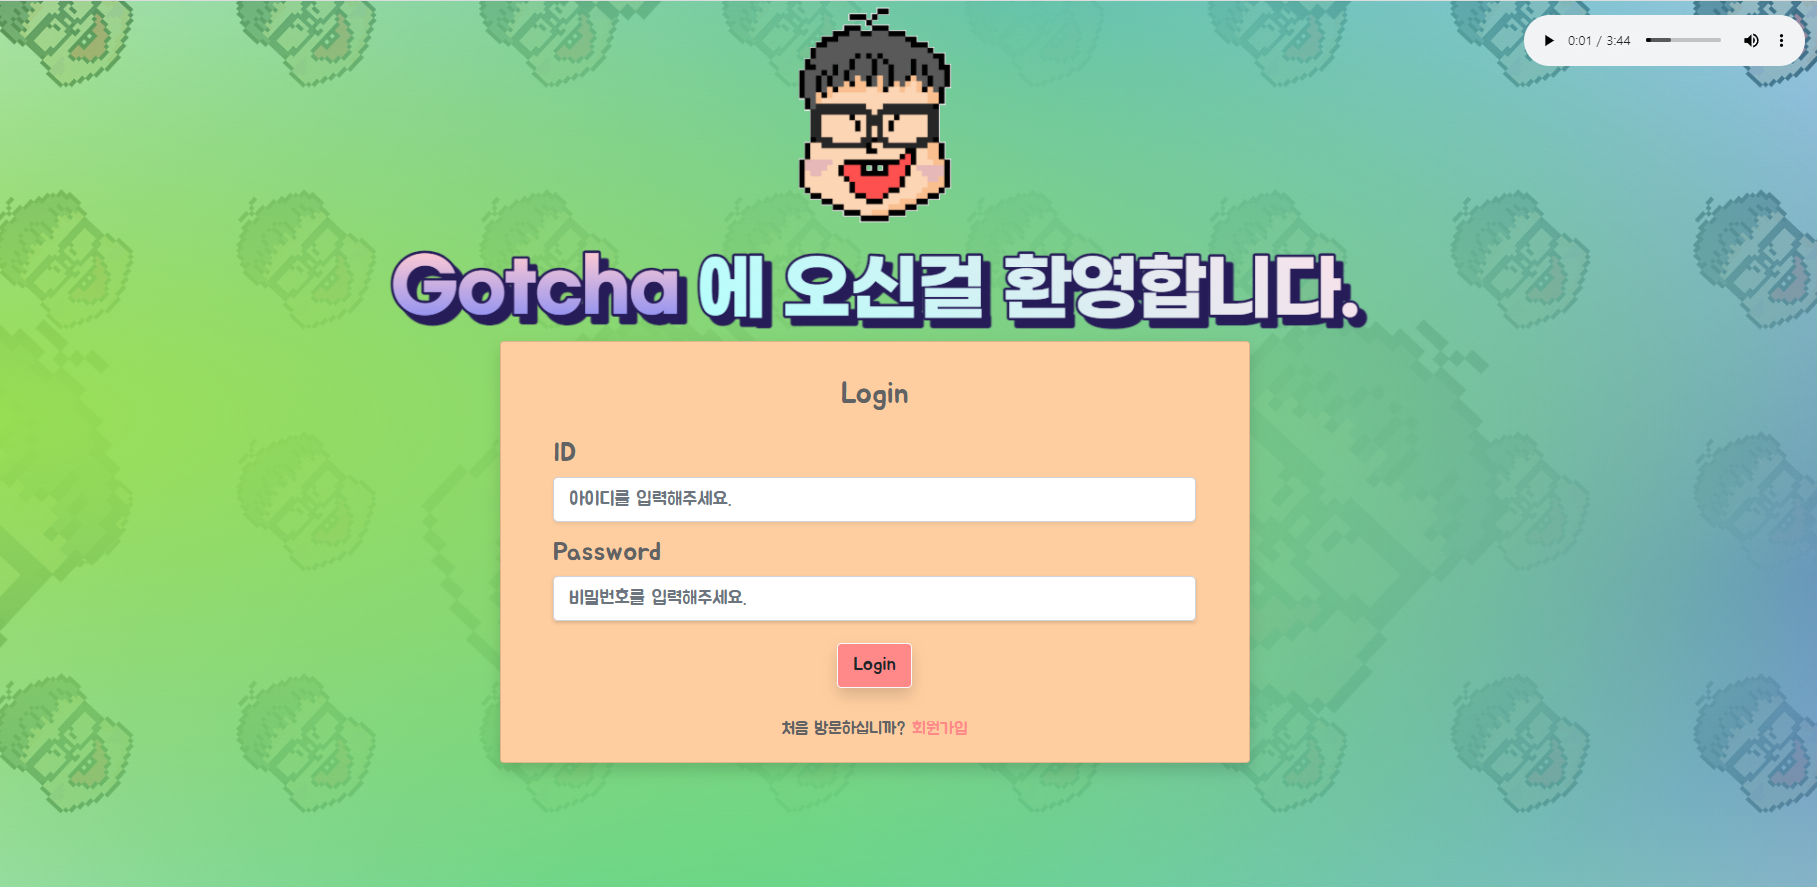 0:01 / 3:44
Gotcha 에 오신걸 환영합니다.
Login
ID
아이디를 입력해주세요.
Password
비밀번호를 입력해주세요.
Login
처음 방문하십니까? 회원가입